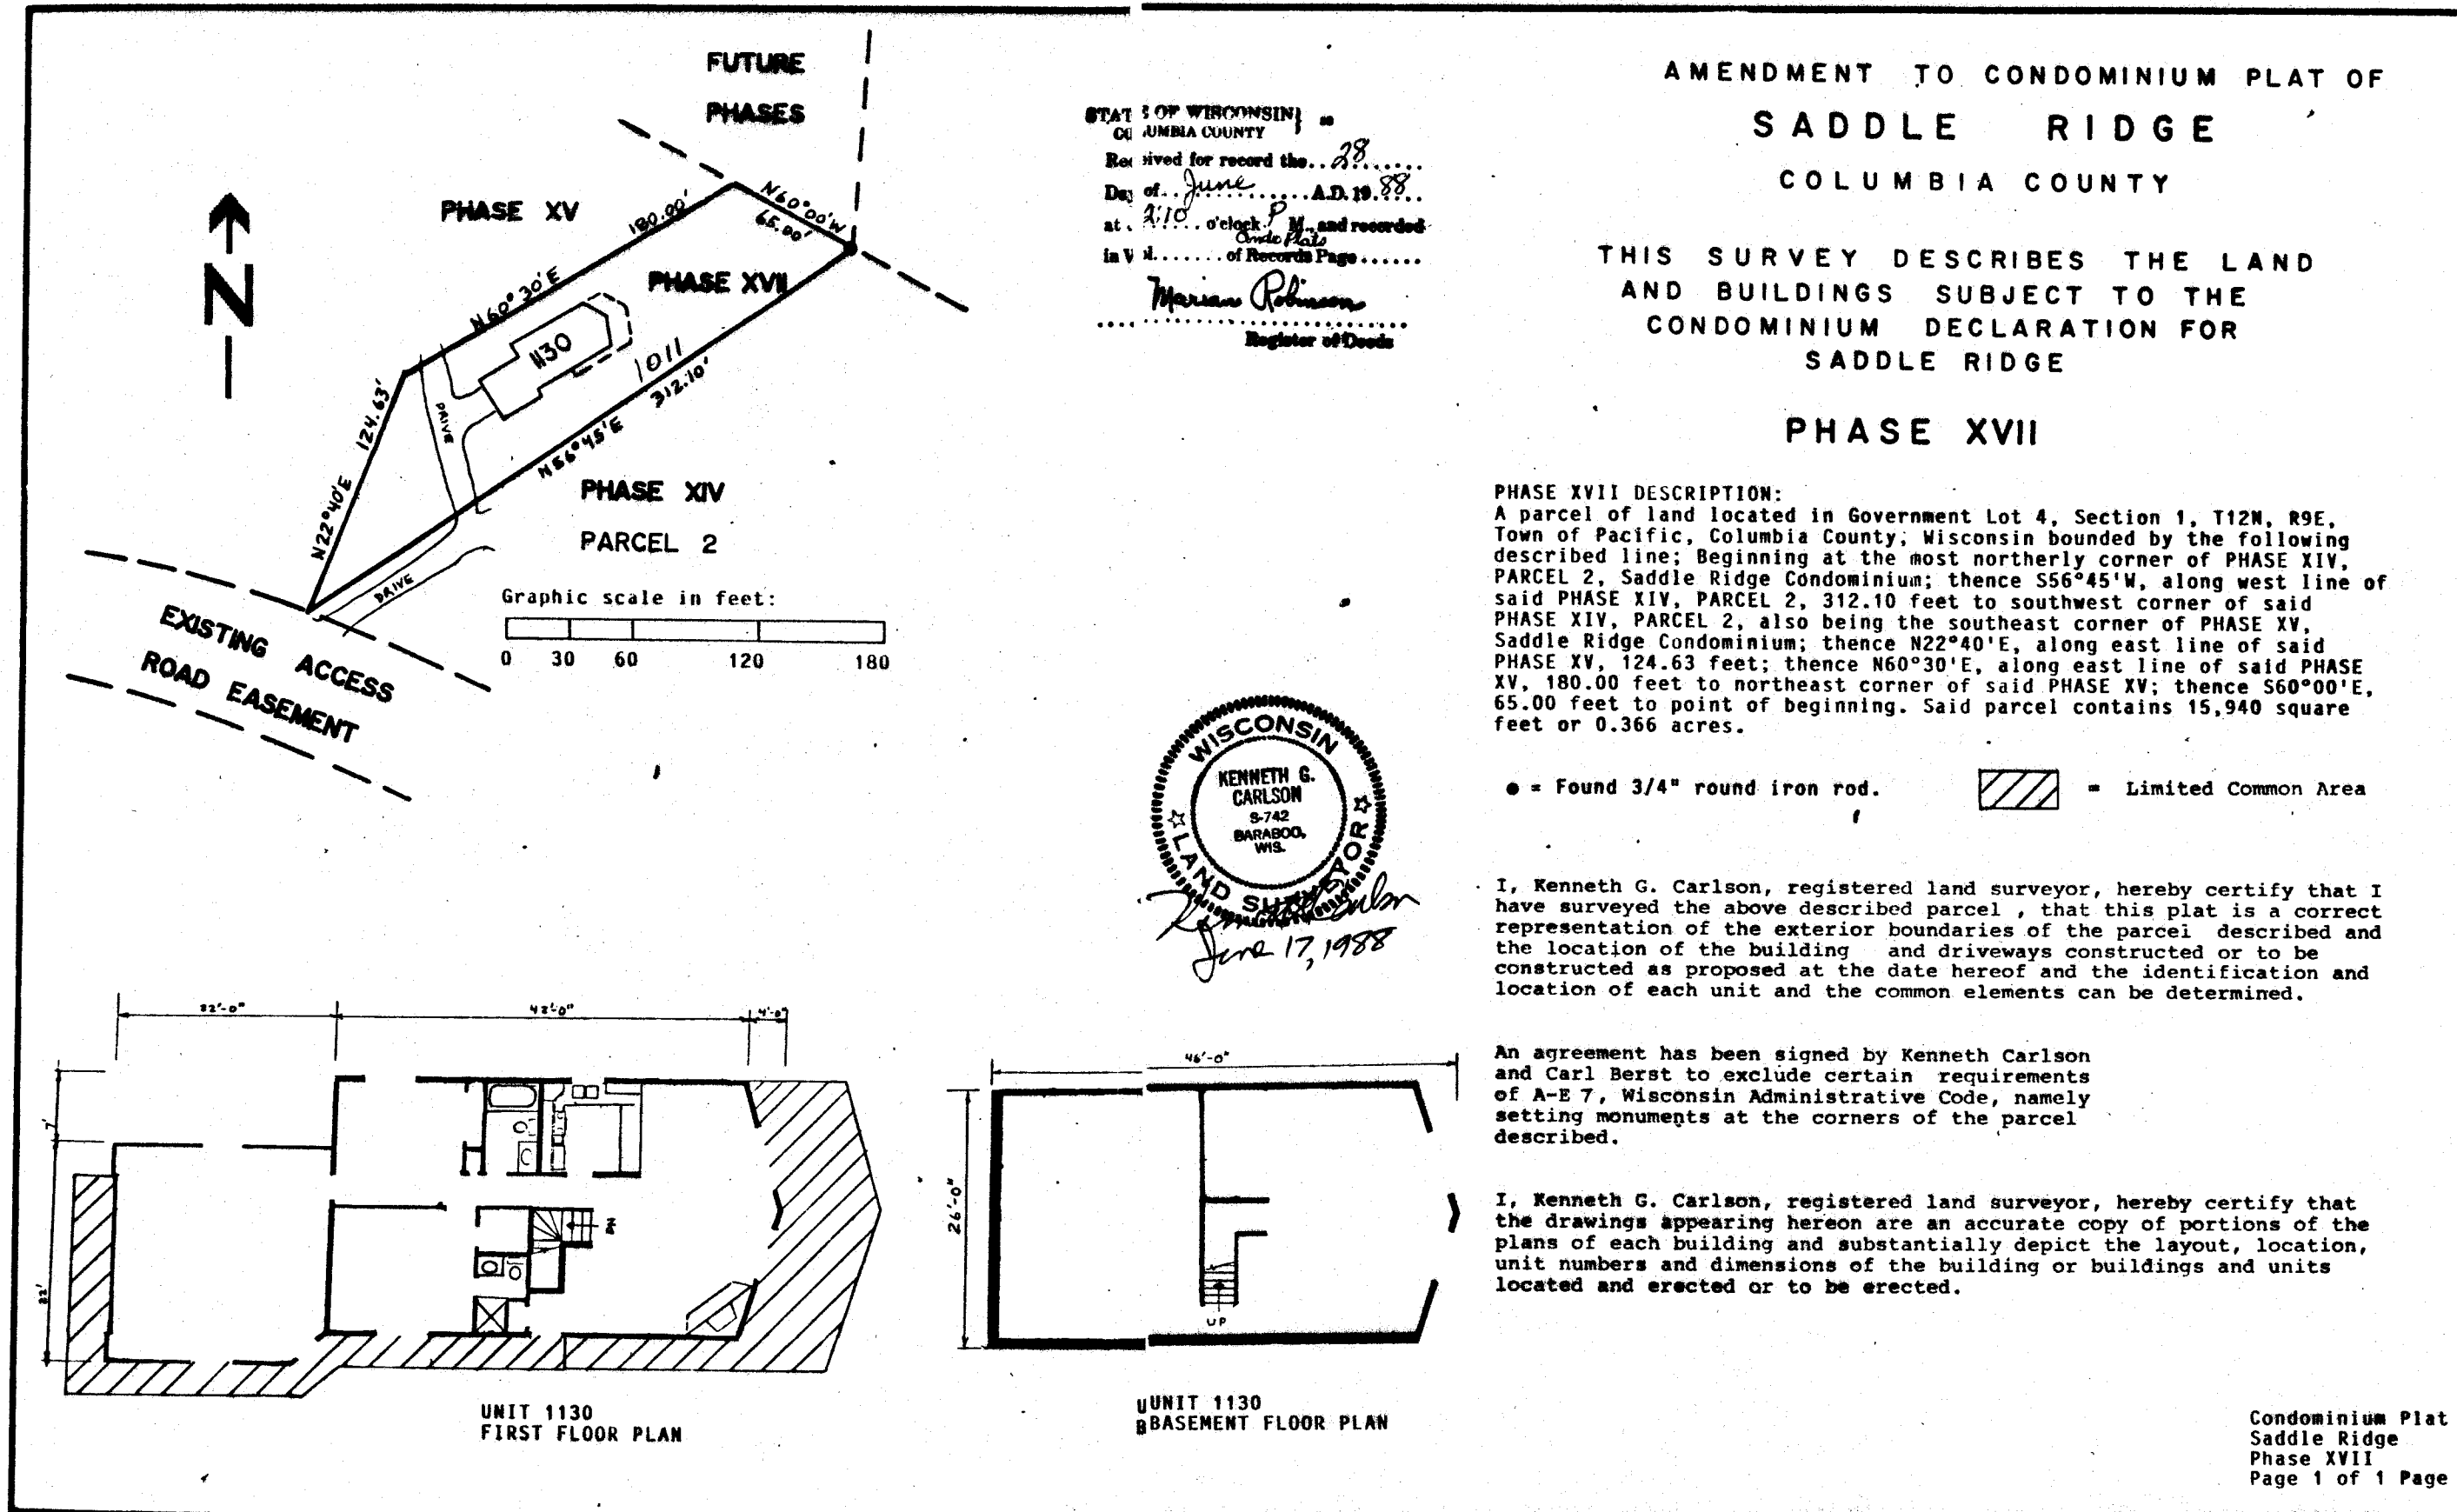 FUTURE
PHASES
PHASE XV
N
180.00'
N60°30'E
N60°00'W
65.00'
PHASE XVII
1130
1011
DRIVE
124.63'
N22°40'E
N56°45'E
312.10'
PHASE XIV
PARCEL 2
DRIVE
Graphic scale in feet:
0 30 60 120 180
EXISTING ACCESS
ROAD EASEMENT
COLUMBIA COUNTY
Received for record the.. 28.......
Day of.. June .......... A.D. 19.88..
at . 2:10 .. o'clock P M., and recorded
Plats
of Records Page ......
Marian Robinson
Register of Deeds
AMENDMENT TO CONDOMINIUM PLAT OF
SADDLE RIDGE
COLUMBIA COUNTY
THIS SURVEY DESCRIBES THE LAND
AND BUILDINGS SUBJECT TO THE
CONDOMINIUM DECLARATION FOR
SADDLE RIDGE
PHASE XVII
PHASE XVII DESCRIPTION:
A parcel of land located in Government Lot 4, Section 1, T12N, R9E,
Town of Pacific, Columbia County, Wisconsin bounded by the following
described line; Beginning at the most northerly corner of PHASE XIV,
PARCEL 2, Saddle Ridge Condominium; thence S56°45'W, along west line of
said PHASE XIV, PARCEL 2, 312.10 feet to southwest corner of said
PHASE XIV, PARCEL 2, also being the southeast corner of PHASE XV,
Saddle Ridge Condominium; thence N22°40'E, along east line of said
PHASE XV, 124.63 feet; thence N60°30'E, along east line of said PHASE
XV, 180.00 feet to northeast corner of said PHASE XV; thence S60°00'E,
65.00 feet to point of beginning. Said parcel contains 15,940 square
feet or 0.366 acres.
● = Found 3/4" round iron rod.
= Limited Common Area
WISCONSIN
KENNETH G.
CARLSON
S-742
BARABOO,
WIS.
LAND SURVEYOR
June 17, 1988
I, Kenneth G. Carlson, registered land surveyor, hereby certify that I
have surveyed the above described parcel , that this plat is a correct
representation of the exterior boundaries of the parcel described and
the location of the building and driveways constructed or to be
constructed as proposed at the date hereof and the identification and
location of each unit and the common elements can be determined.
An agreement has been signed by Kenneth Carlson
and Carl Berst to exclude certain requirements
of A-E 7, Wisconsin Administrative Code, namely
setting monuments at the corners of the parcel
described.
I, Kenneth G. Carlson, registered land surveyor, hereby certify that
the drawings appearing hereon are an accurate copy of portions of the
plans of each building and substantially depict the layout, location,
unit numbers and dimensions of the building or buildings and units
located and erected or to be erected.
22'-0" 42'-0" 4'-0"
7'
22'
DN
UNIT 1130
FIRST FLOOR PLAN
46'-0"
26'-0"
UP
UUNIT 1130
BBASEMENT FLOOR PLAN
Condominium Plat
Saddle Ridge
Phase XVII
Page 1 of 1 Page